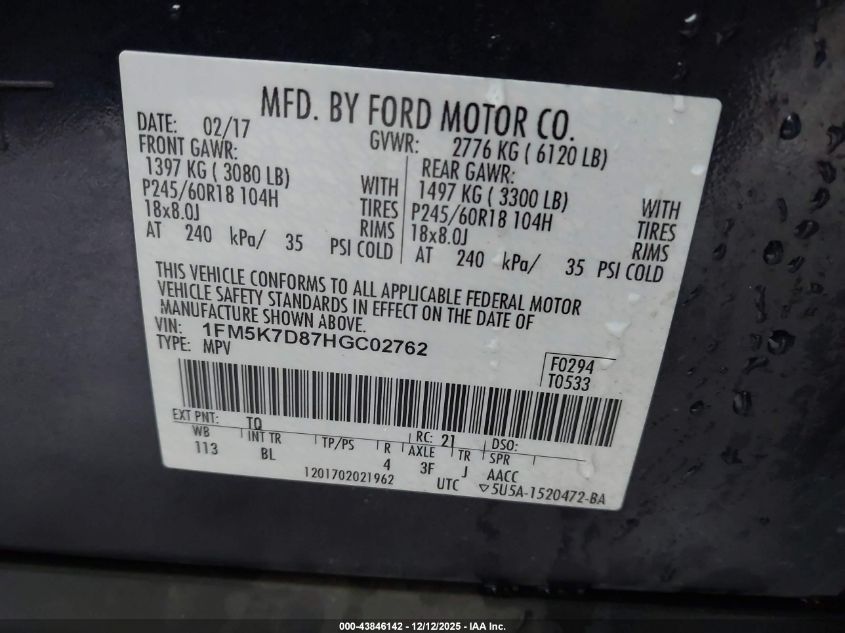 MFD. BY FORD MOTOR CO.
DATE: 02/17 GVWR: 2776 KG ( 6120 LB)
FRONT GAWR: REAR GAWR:
1397 KG ( 3080 LB) WITH 1497 KG ( 3300 LB) WITH
P245/60R18 104H TIRES P245/60R18 104H TIRES
18x8.0J RIMS 18x8.0J RIMS
AT 240 kPa/ 35 PSI COLD AT 240 kPa/ 35 PSI COLD
THIS VEHICLE CONFORMS TO ALL APPLICABLE FEDERAL MOTOR
VEHICLE SAFETY STANDARDS IN EFFECT ON THE DATE OF
MANUFACTURE SHOWN ABOVE.
VIN: 1FM5K7D87HGC02762
TYPE: MPV
F0294
T0533
EXT PNT: TQ RC: 21 DSO:
WB INT TR TP/PS R AXLE TR SPR
113 BL 4 3F J AACC
1201702021962 UTC ▽5U5A-1520472-BA
000-43846142 - 12/12/2025 - IAA Inc.